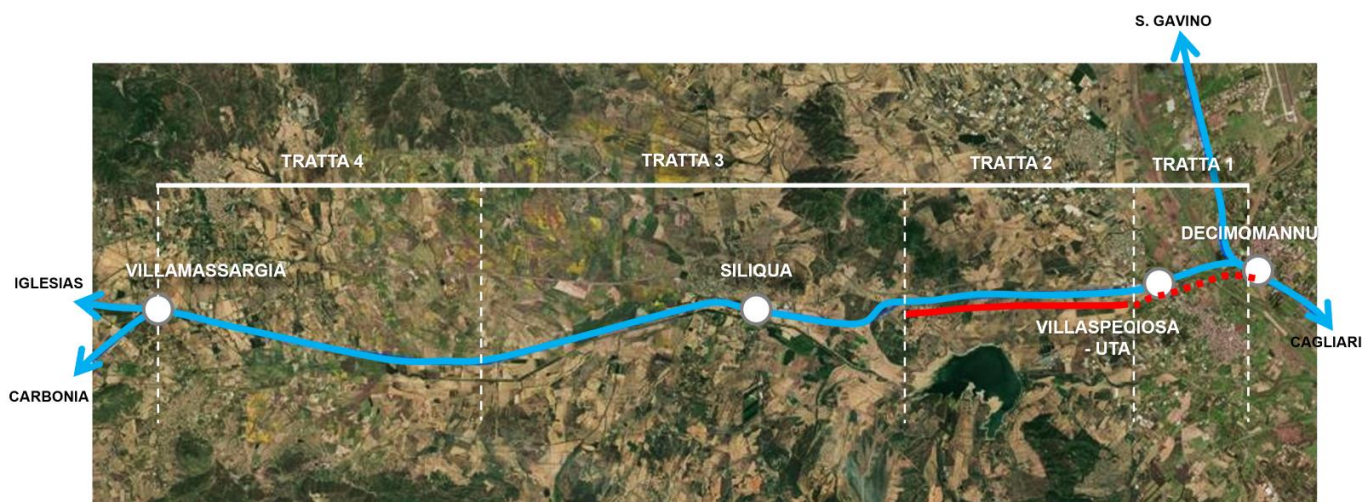 S. GAVINO
TRATTA 4
TRATTA 3
TRATTA 2
TRATTA 1
DECIMOMANNU
IGLESIAS
VILLAMASSARGIA
SILIQUA
VILLASPECIOSA
- UTA
CAGLIARI
CARBONIA